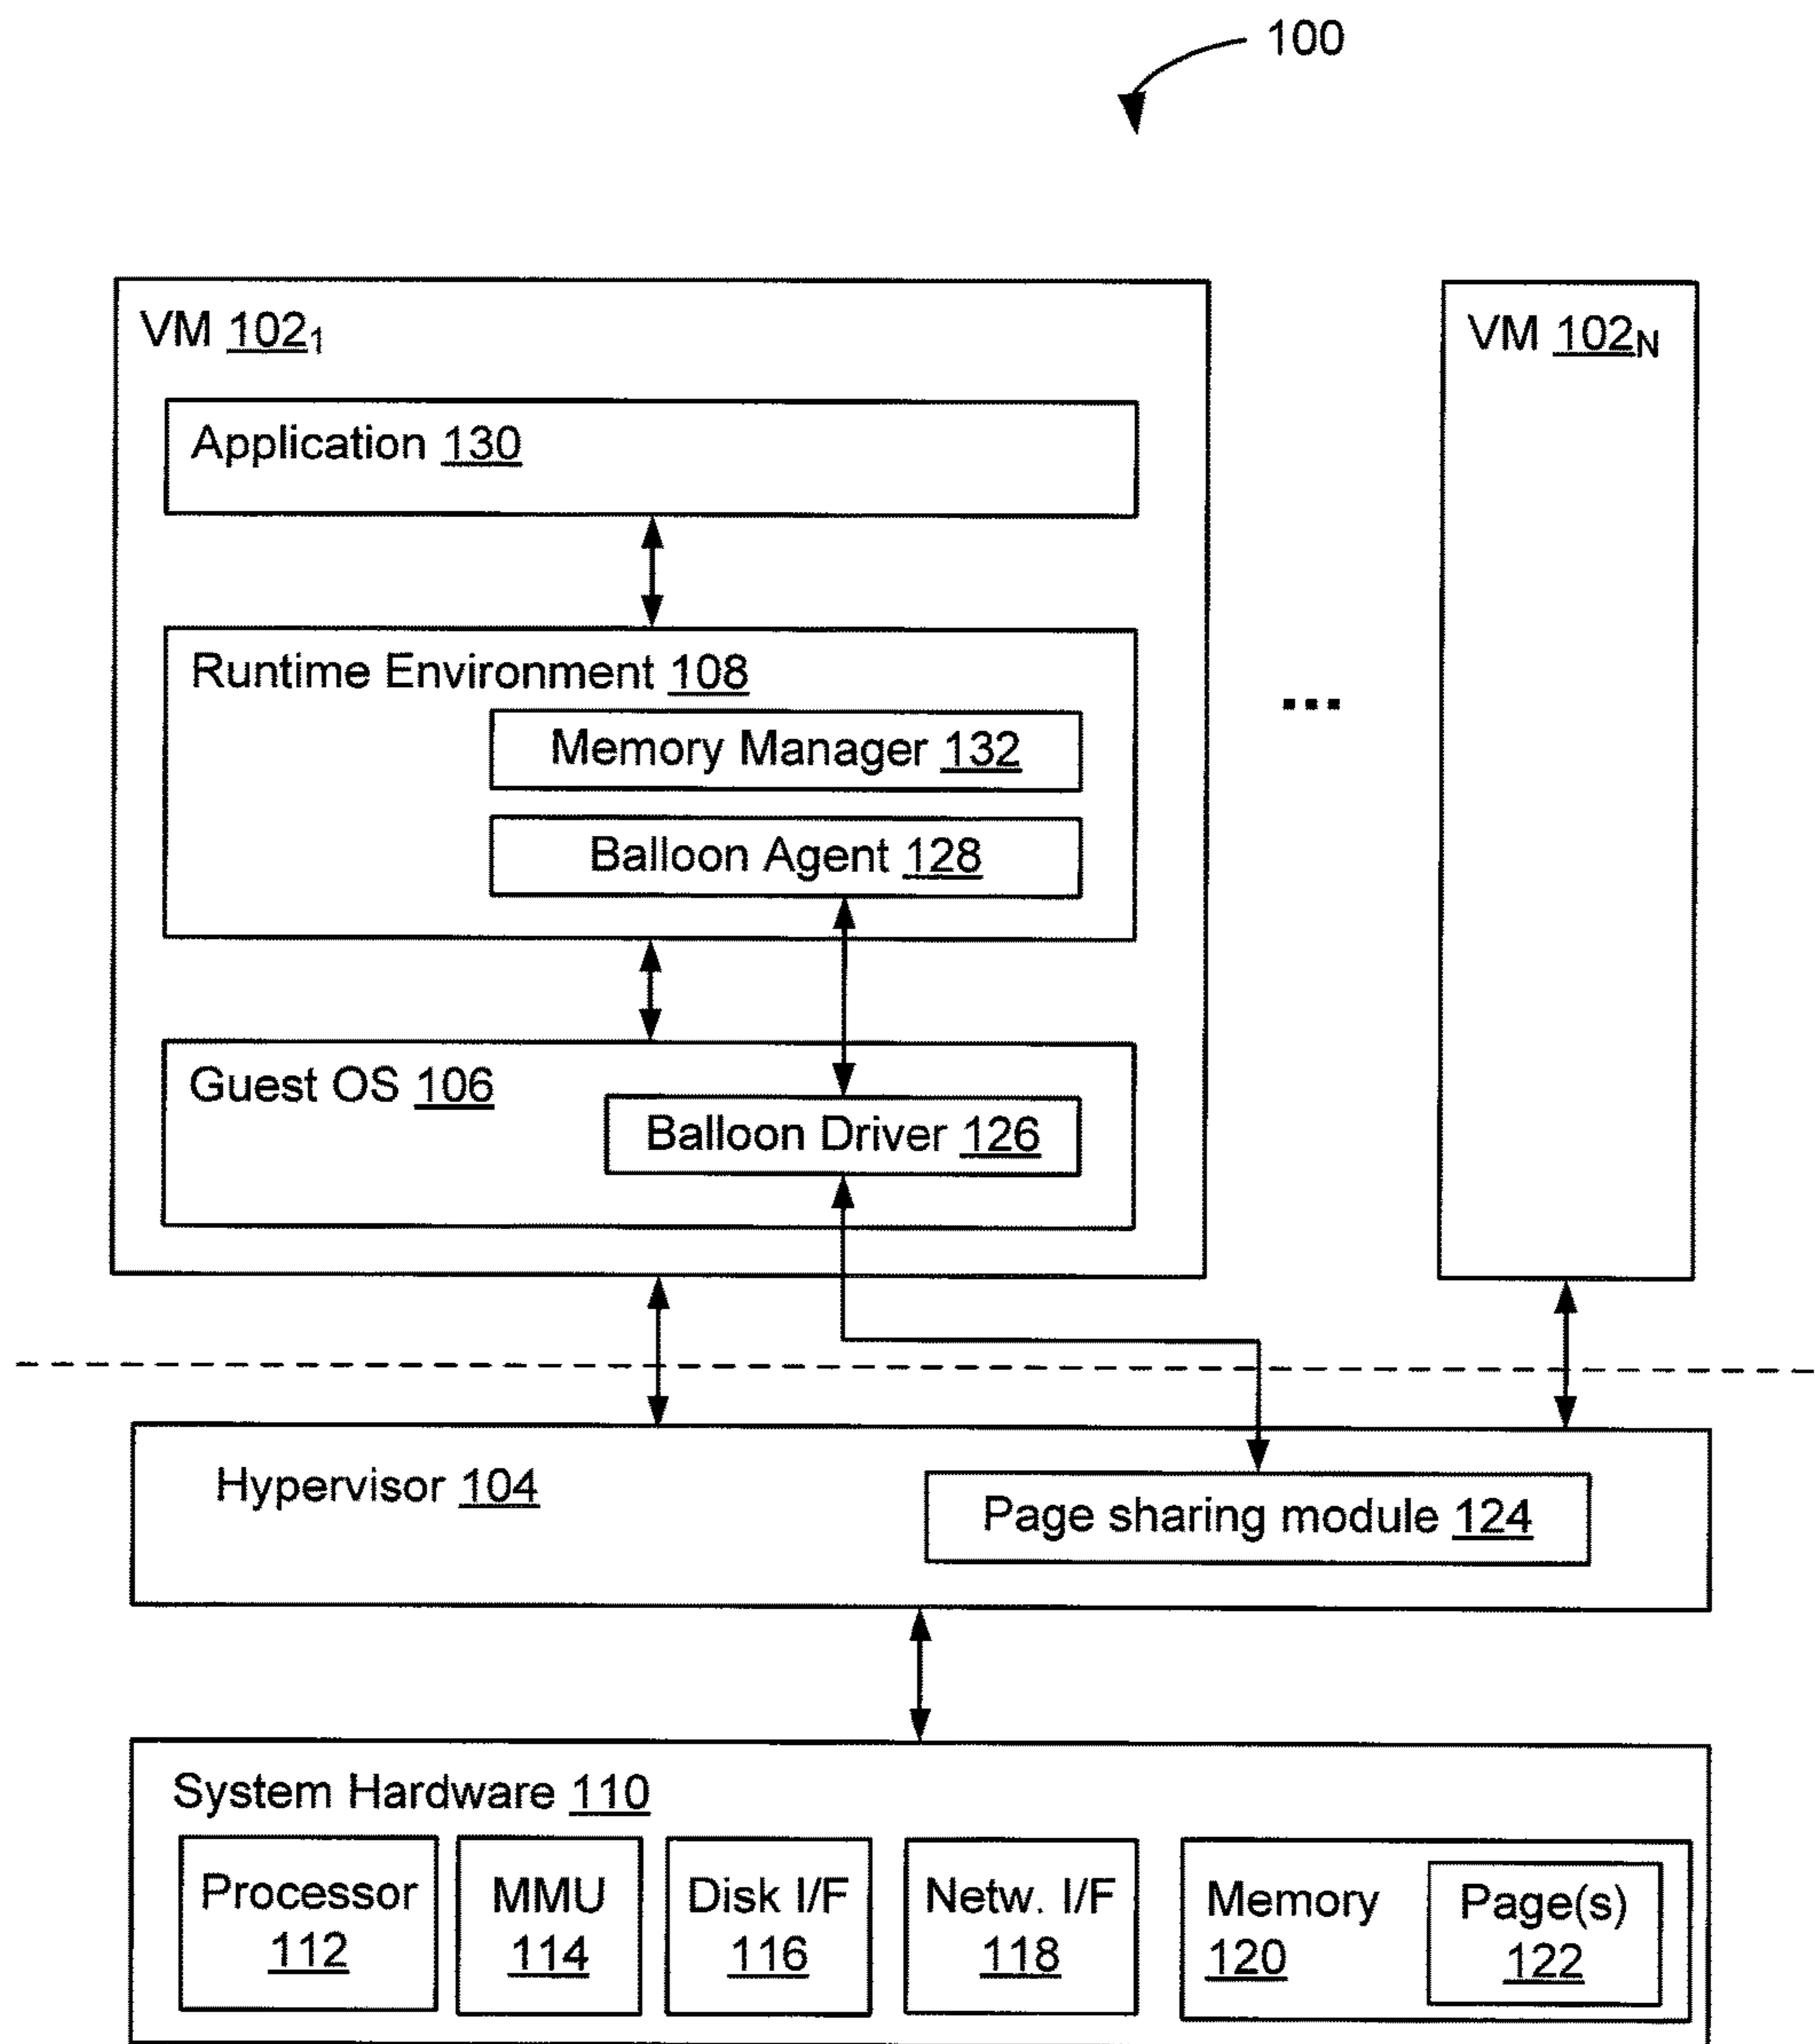 100
VM 102₁
VM 102N
Application 130
Runtime Environment 108
Memory Manager 132
Balloon Agent 128
...
Guest OS 106
Balloon Driver 126
Hypervisor 104
Page sharing module 124
System Hardware 110
Processor
112
MMU
114
Disk I/F
116
Netw. I/F
118
Memory
120
Page(s)
122